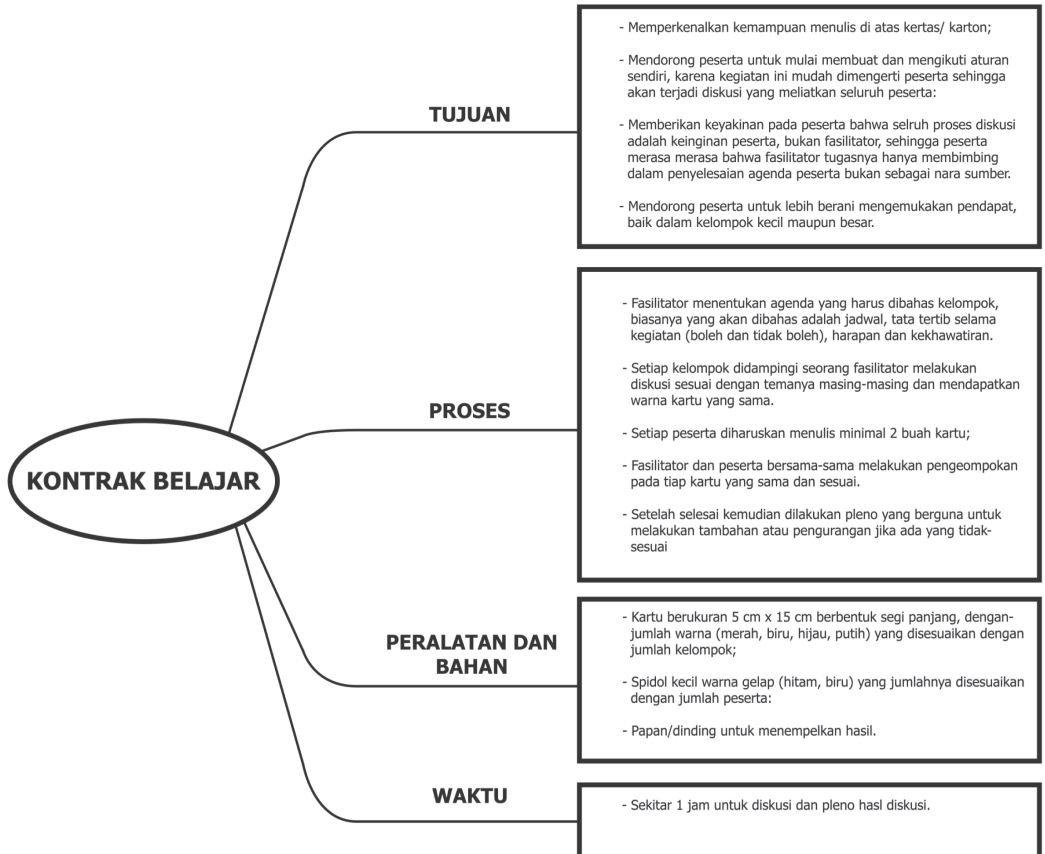 KONTRAK BELAJAR
TUJUAN
- Memperkenalkan kemampuan menulis di atas kertas/ karton;
- Mendorong peserta untuk mulai membuat dan mengikuti aturan
sendiri, karena kegiatan ini mudah dimengerti peserta sehingga
akan terjadi diskusi yang meliatkan seluruh peserta:
- Memberikan keyakinan pada peserta bahwa selruh proses diskusi
adalah keinginan peserta, bukan fasilitator, sehingga peserta
merasa merasa bahwa fasilitator tugasnya hanya membimbing
dalam penyelesaian agenda peserta bukan sebagai nara sumber.
- Mendorong peserta untuk lebih berani mengemukakan pendapat,
baik dalam kelompok kecil maupun besar.
PROSES
- Fasilitator menentukan agenda yang harus dibahas kelompok,
biasanya yang akan dibahas adalah jadwal, tata tertib selama
kegiatan (boleh dan tidak boleh), harapan dan kekhawatiran.
- Setiap kelompok didampingi seorang fasilitator melakukan
diskusi sesuai dengan temanya masing-masing dan mendapatkan
warna kartu yang sama.
- Setiap peserta diharuskan menulis minimal 2 buah kartu;
- Fasilitator dan peserta bersama-sama melakukan pengeompokan
pada tiap kartu yang sama dan sesuai.
- Setelah selesai kemudian dilakukan pleno yang berguna untuk
melakukan tambahan atau pengurangan jika ada yang tidak-
sesuai
PERALATAN DAN
BAHAN
- Kartu berukuran 5 cm x 15 cm berbentuk segi panjang, dengan-
jumlah warna (merah, biru, hijau, putih) yang disesuaikan dengan
jumlah kelompok;
- Spidol kecil warna gelap (hitam, biru) yang jumlahnya disesuaikan
dengan jumlah peserta:
- Papan/dinding untuk menempelkan hasil.
WAKTU
- Sekitar 1 jam untuk diskusi dan pleno hasl diskusi.